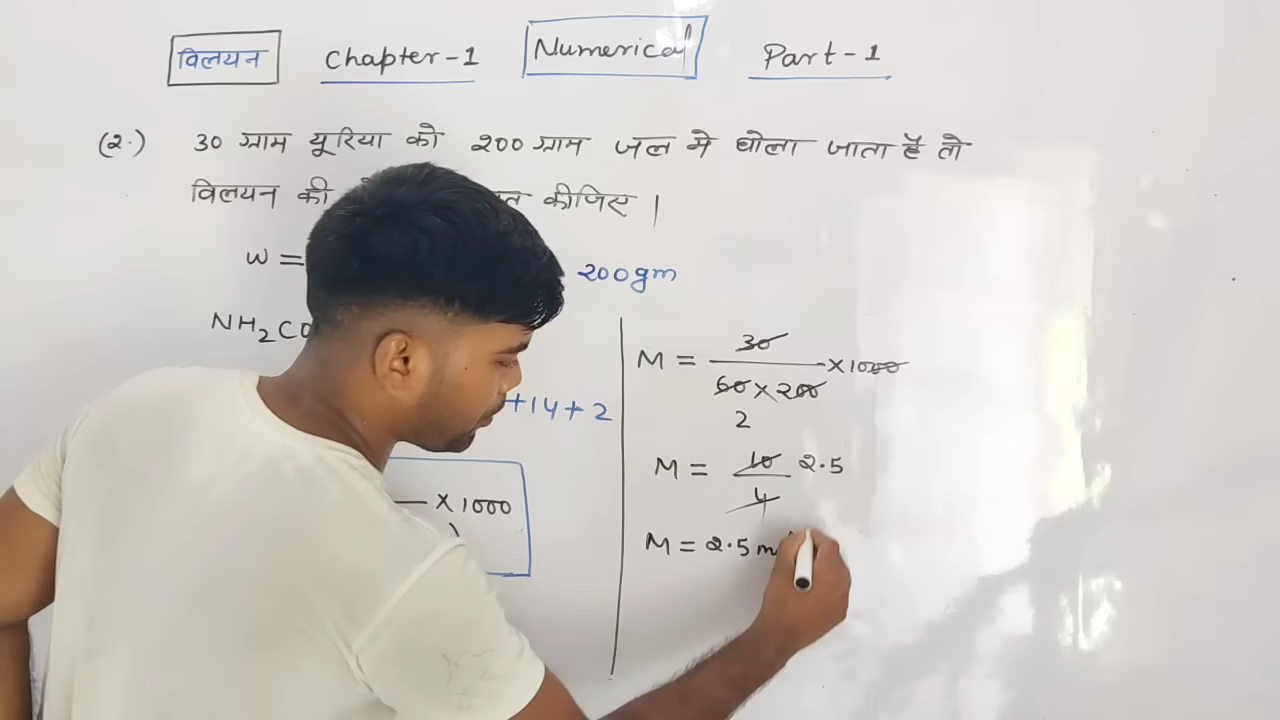 विलयन Chapter-1 Numerical Part-1
(2.) 30 ग्राम यूरिया को 200 ग्राम जल मे घोला जाता है तो
विलयन की कीजिए।
W = 200gm
NH₂CO
+14+2
× 1000
M = 30 / 60×200 ×1000
2
M = 10 / 4 2.5
M = 2.5 m